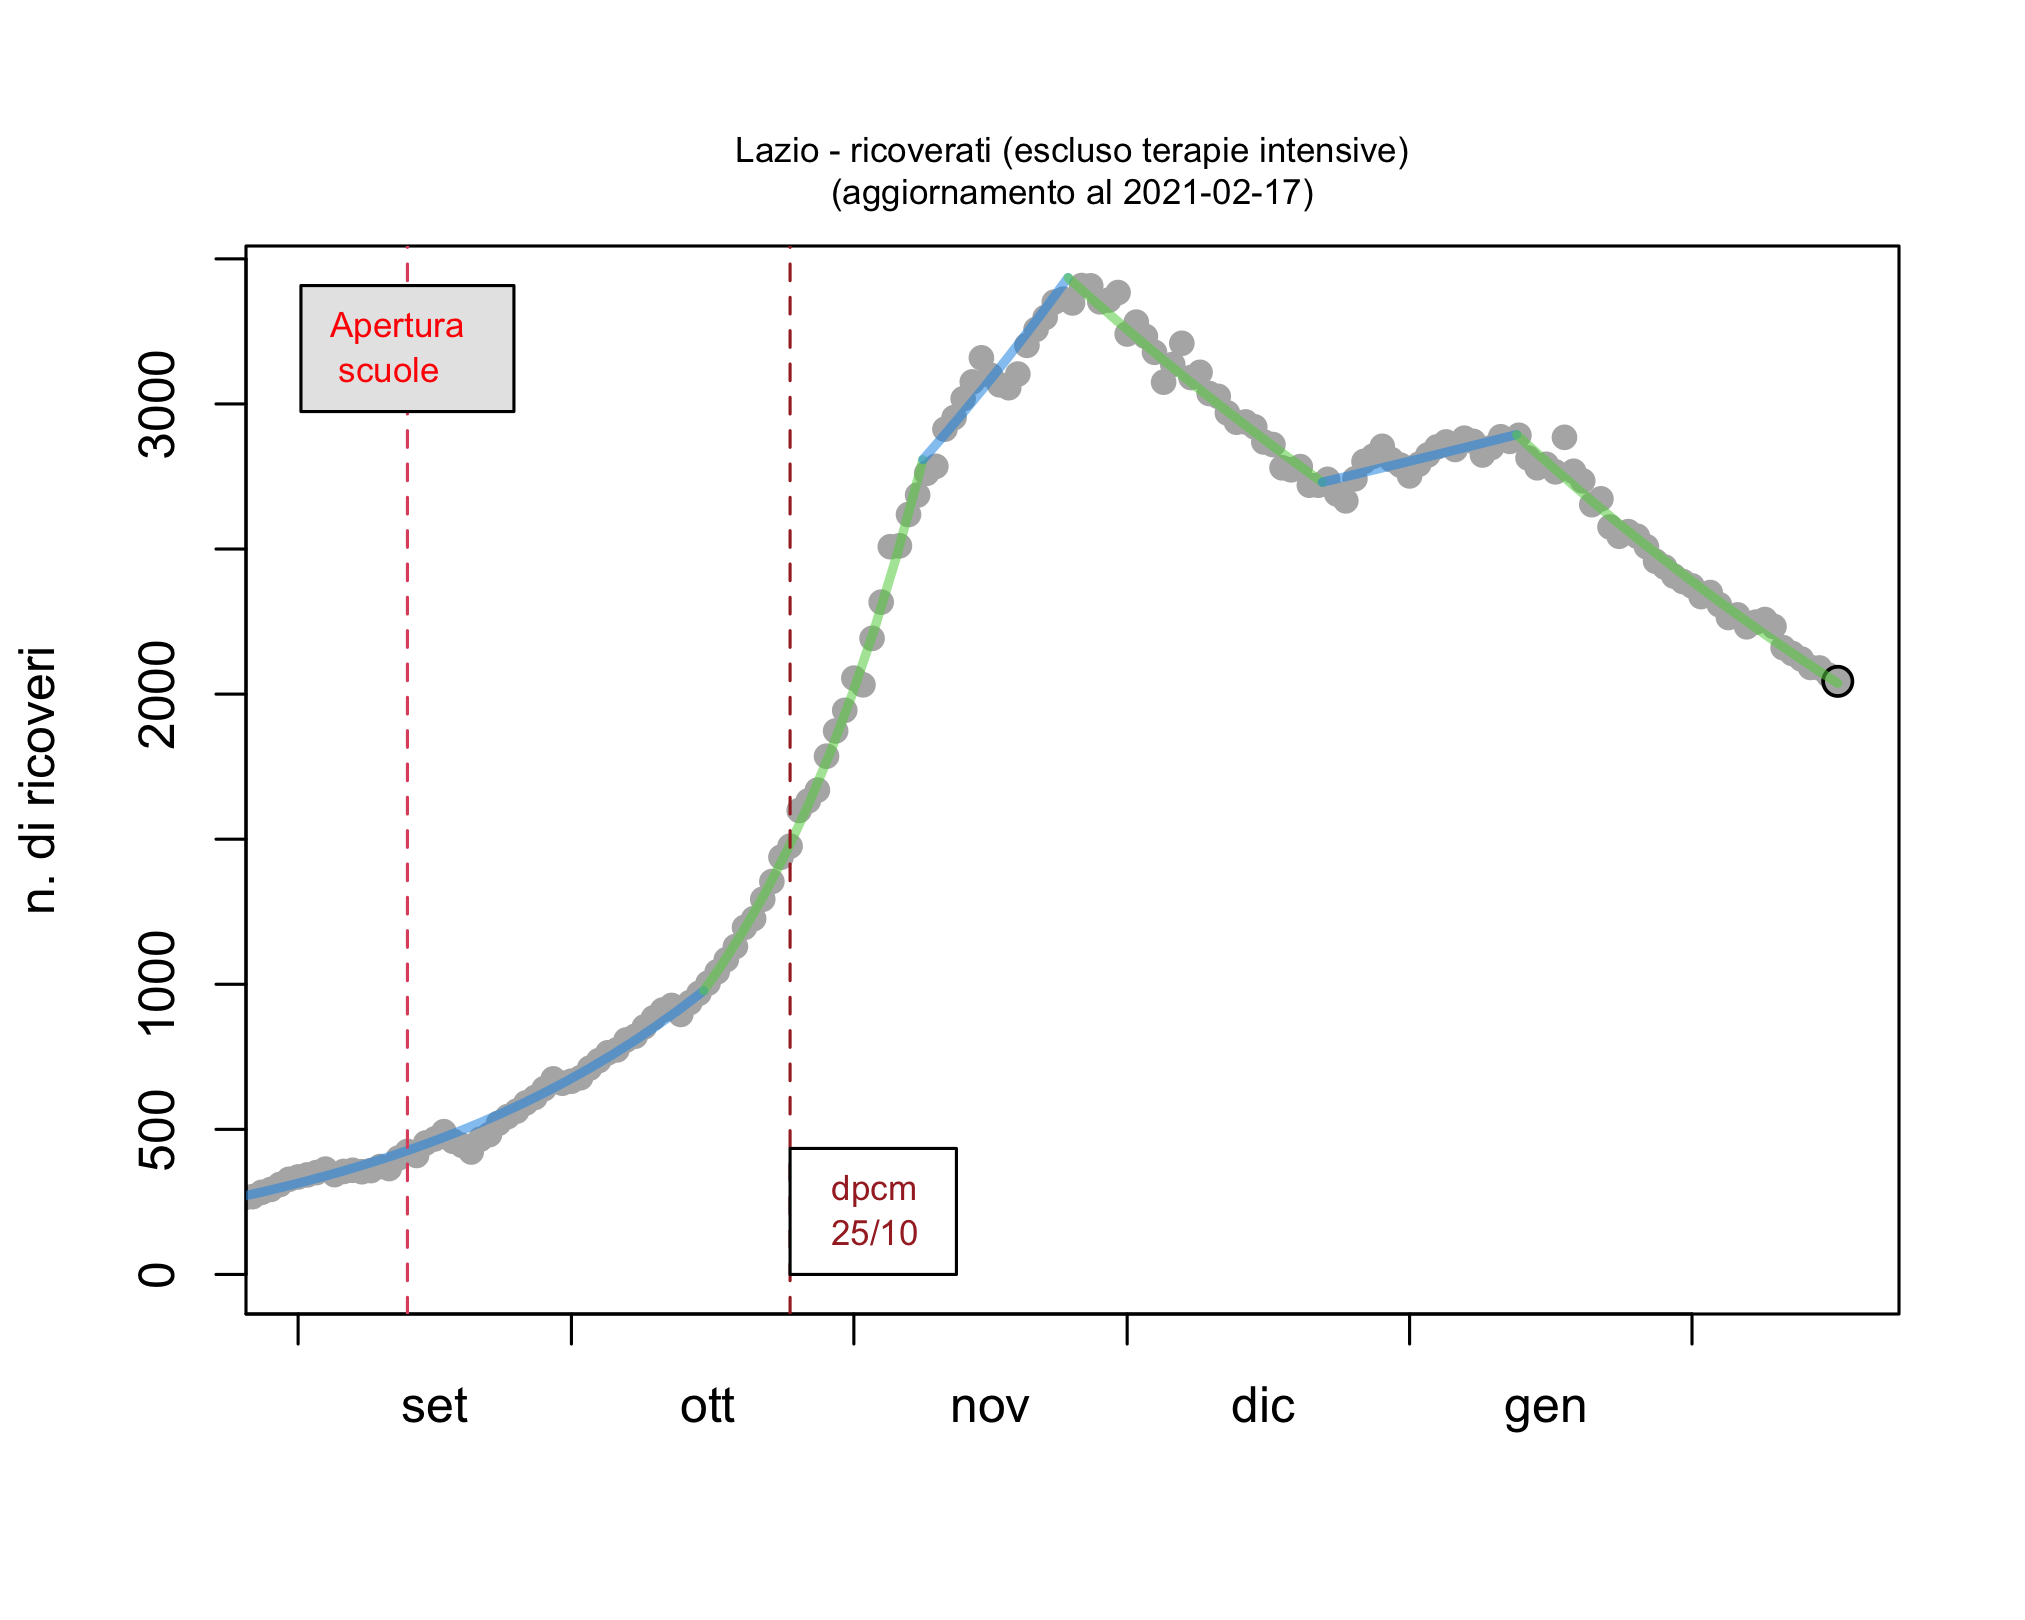 Lazio - ricoverati (escluso terapie intensive)
(aggiornamento al 2021-02-17)
Apertura
scuole
n. di ricoveri
3000
2000
1000
500
0
dpcm
25/10
set
ott
nov
dic
gen